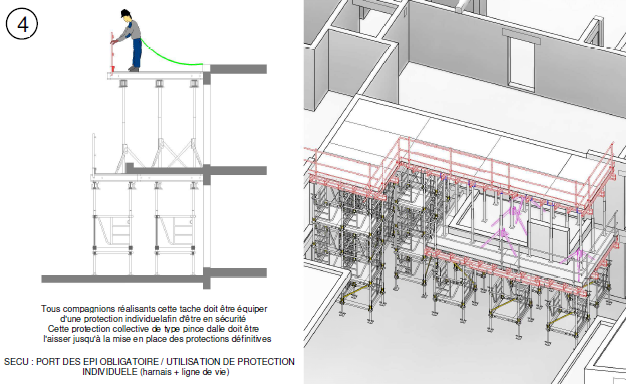 4
Tous compagnons réalisants cette tache doit être équiper
d'une protection individuelafin d'être en sécurité
Cette protection collective de type pince dalle doit être
l'aisser jusqu'à la mise en place des protections définitives
SECU : PORT DES EPI OBLIGATOIRE / UTILISATION DE PROTECTION
INDIVIDUELE (harnais + ligne de vie)